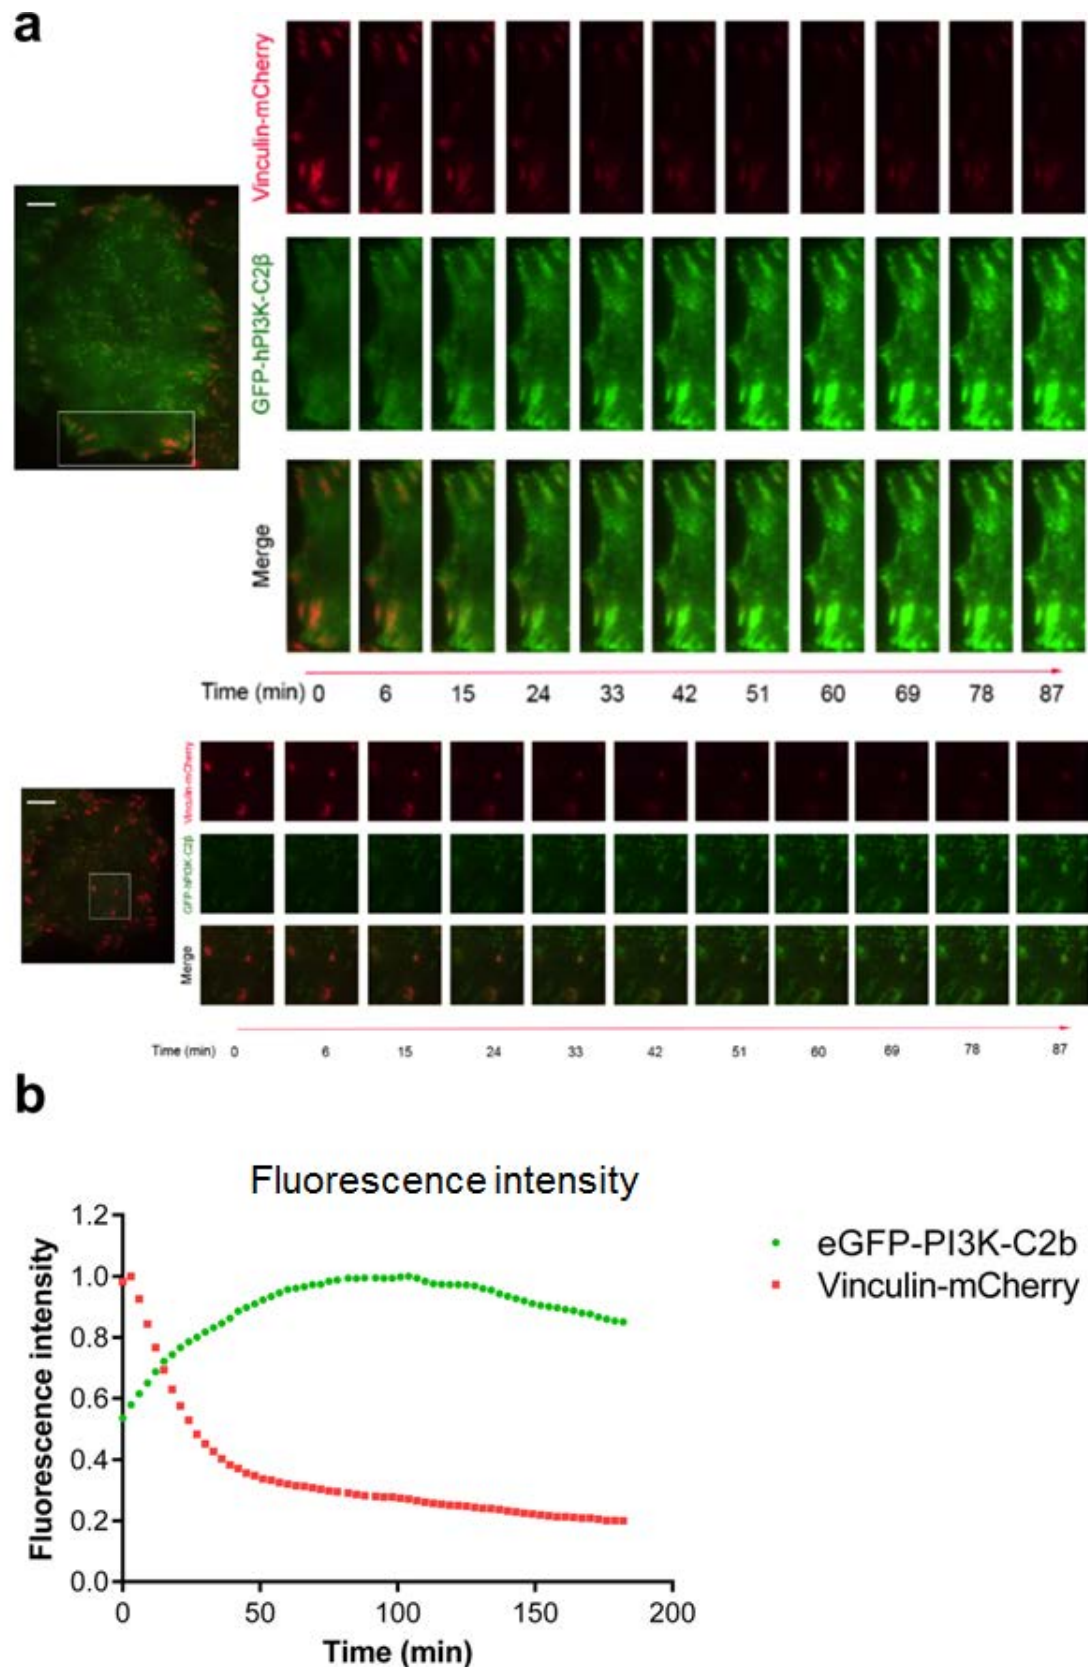 a
Vinculin-mCherry
GFP-hPI3K-C2β
Merge
Time (min) 0 6 15 24 33 42 51 60 69 78 87
Vinculin-mCherry
GFP-hPI3K-C2β
Merge
Time (min) 0 6 15 24 33 42 51 60 69 78 87
b
Fluorescence intensity
Fluorescence intensity
1.2
1.0
0.8
0.6
0.4
0.2
0.0
0 50 100 150 200
Time (min)
eGFP-PI3K-C2b
Vinculin-mCherry